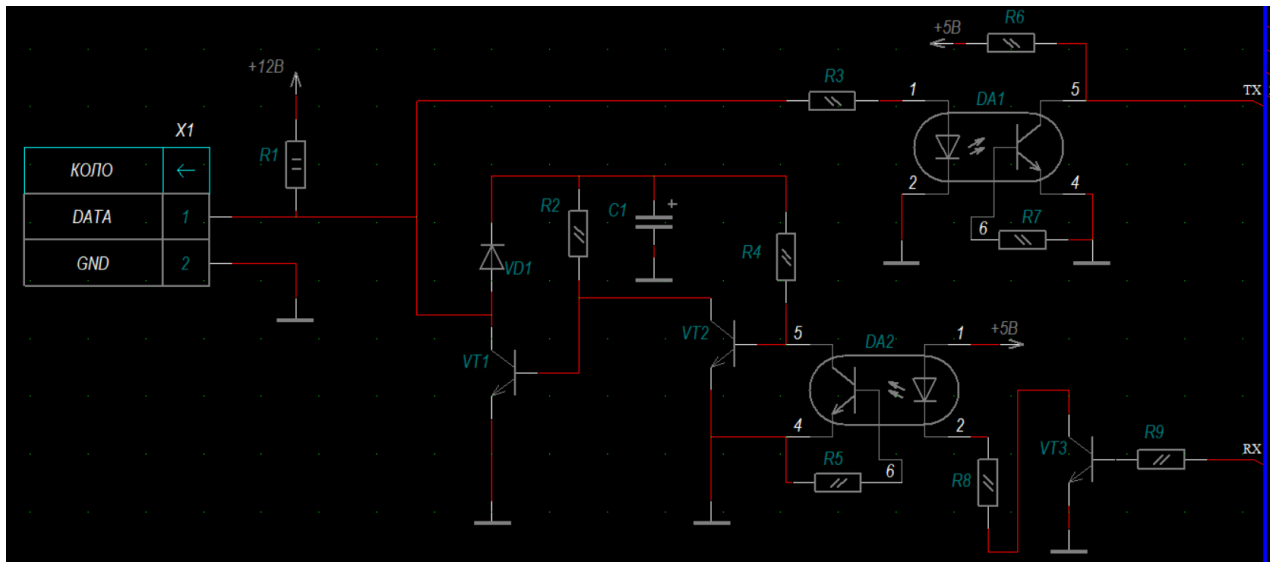 R6
+5В
+12В
R3
1
DA1
5
TX
X1
R1
КОЛО
←
DATA
1
2
4
R2
C1
+
R7
6
GND
2
R4
VD1
VT2
5
DA2
1
+5В
VT1
4
2
VT3
R9
RX
R5
6
R8